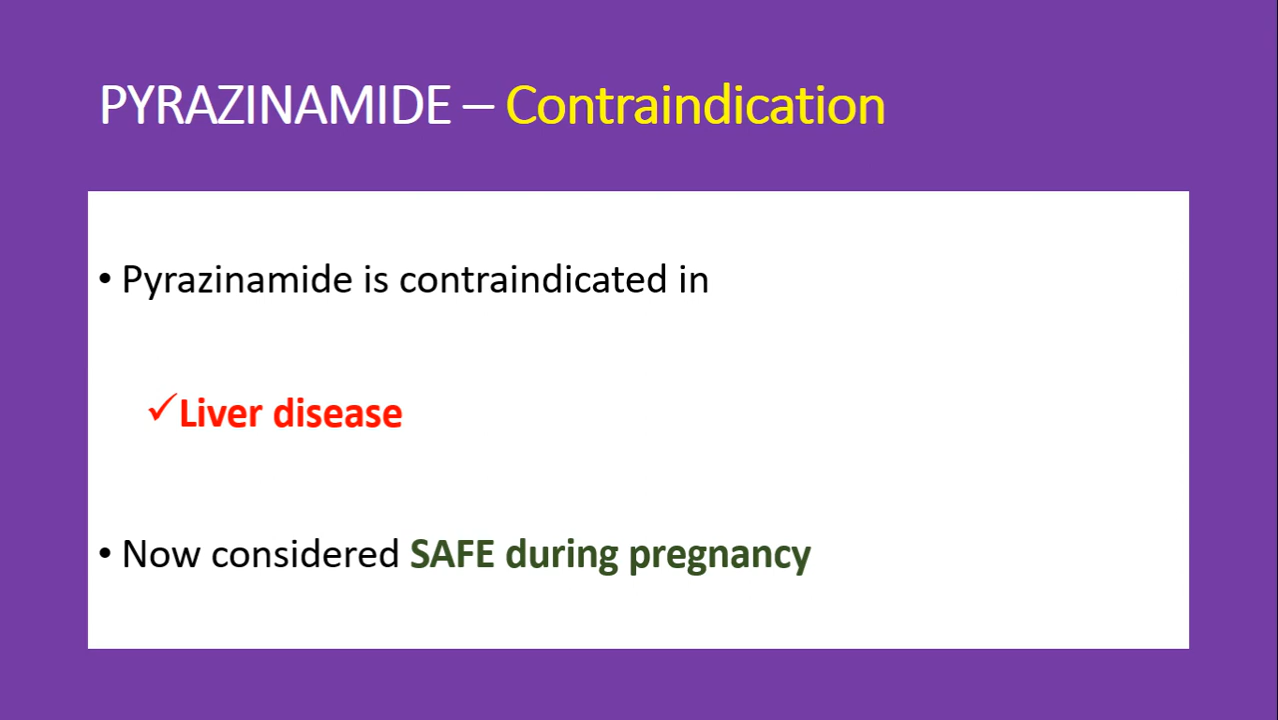 PYRAZINAMIDE – Contraindication
• Pyrazinamide is contraindicated in
✓Liver disease
• Now considered SAFE during pregnancy